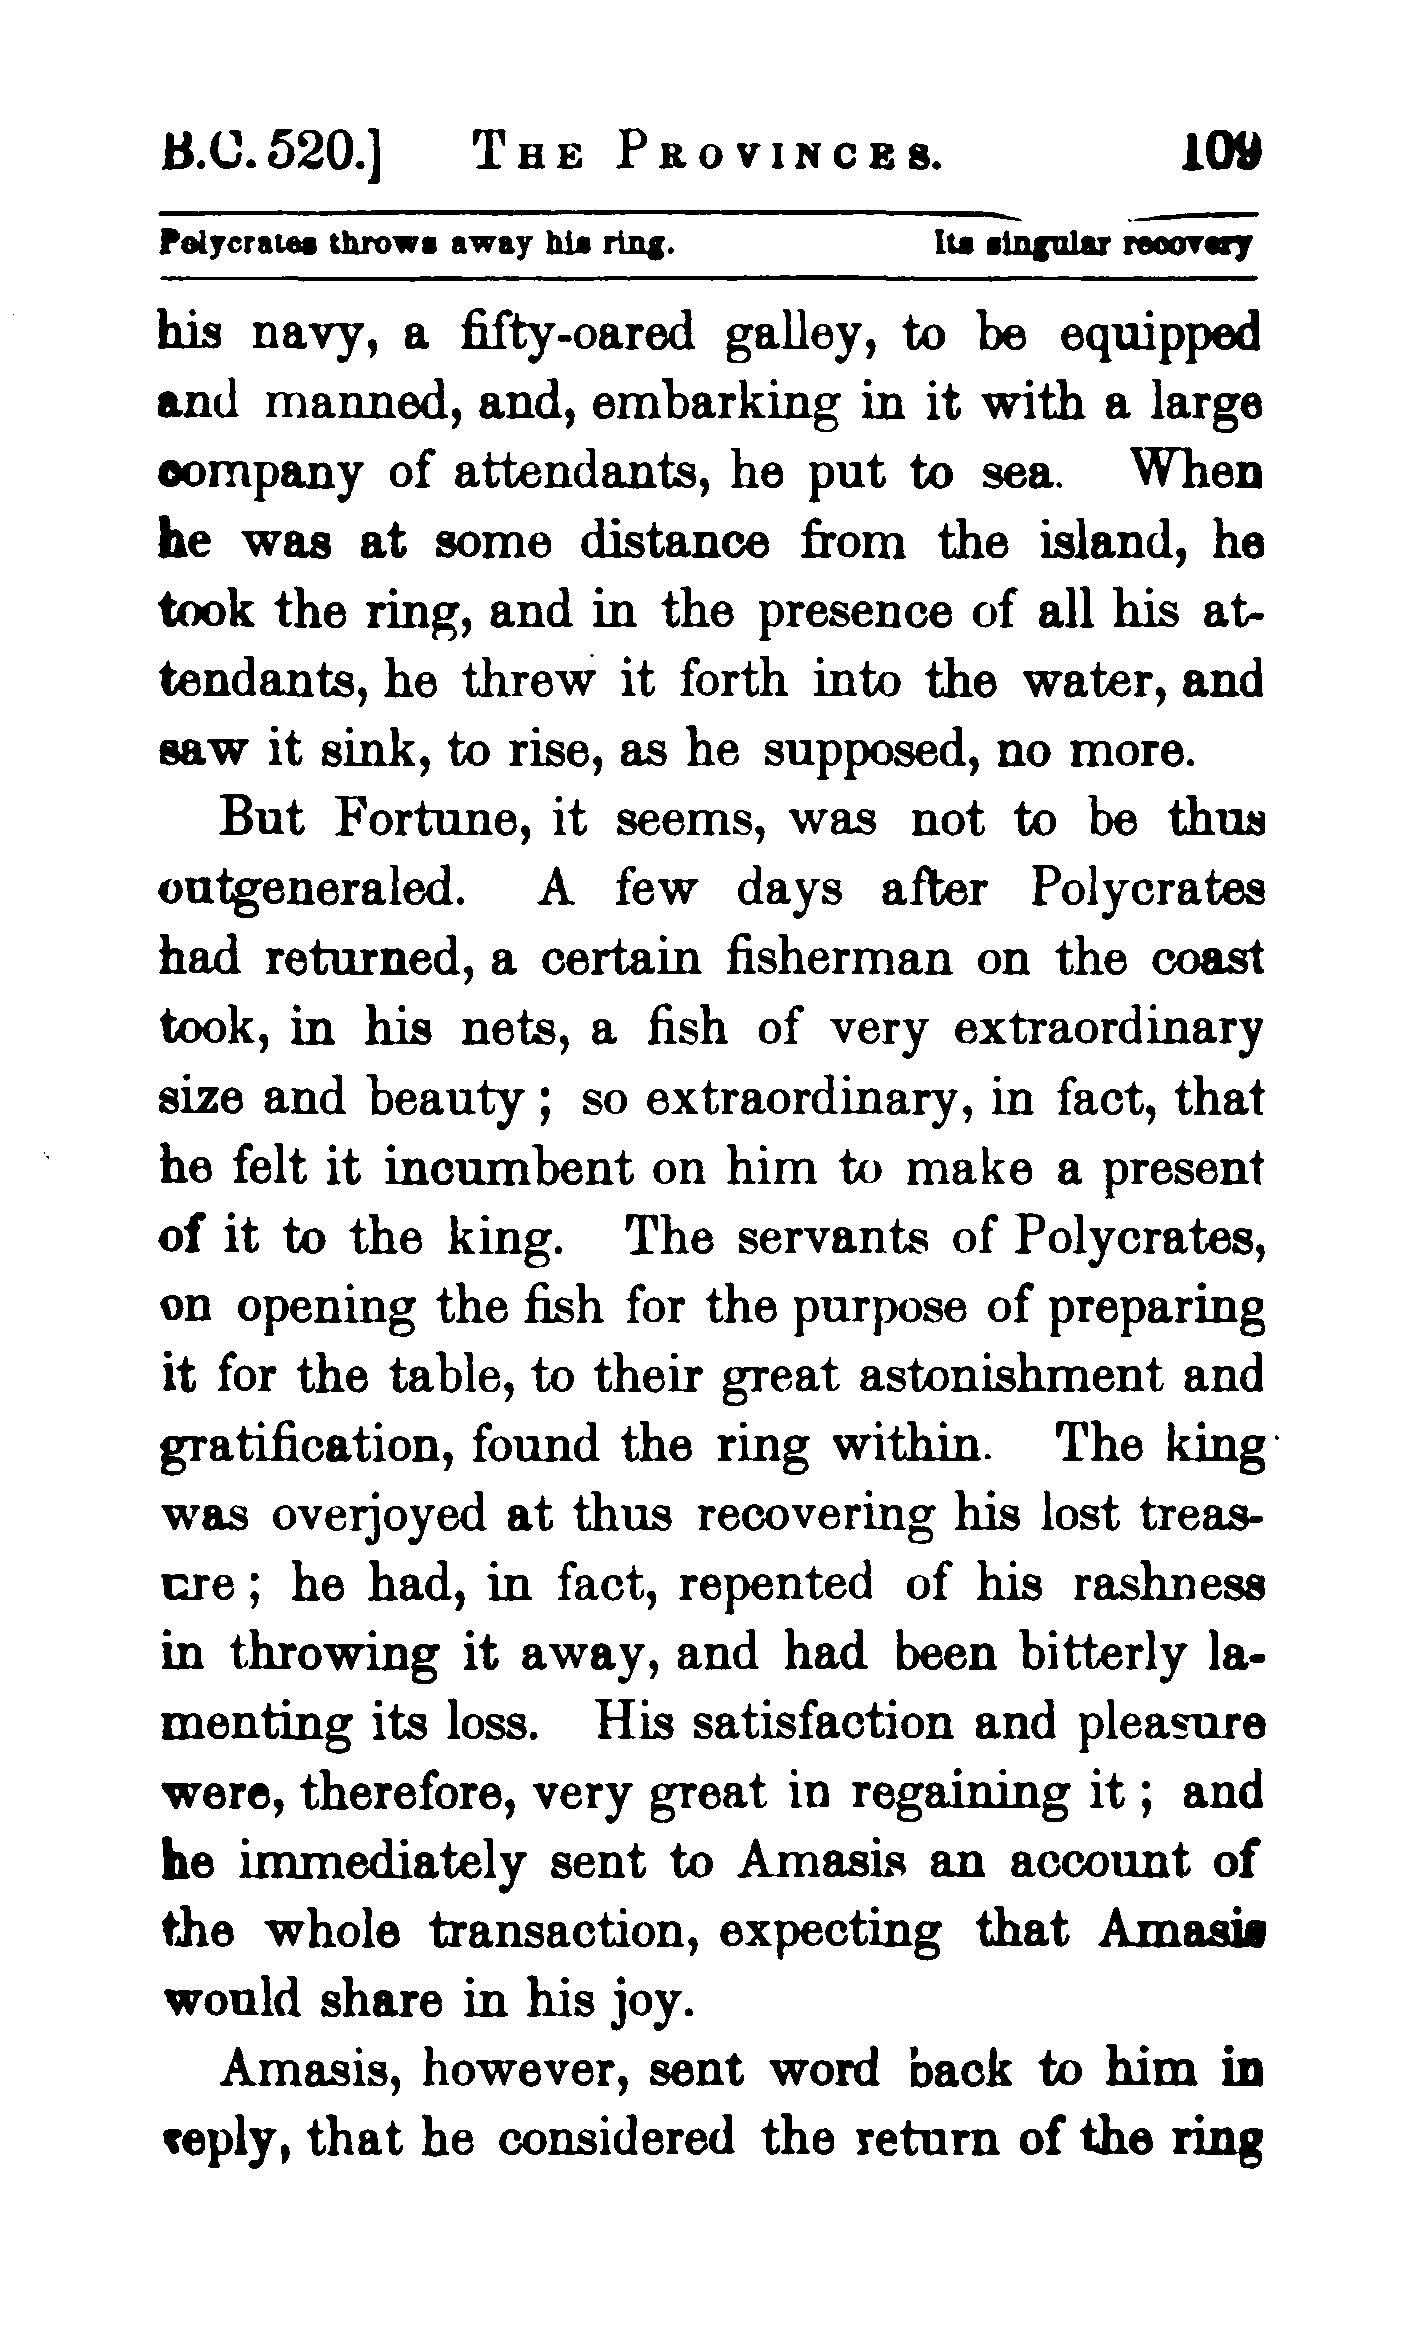 B.C. 520.] THE PROVINCES. 109
Polycrates throws away his ring. Its singular recovery
his navy, a fifty-oared galley, to be equipped
and manned, and, embarking in it with a large
company of attendants, he put to sea. When
he was at some distance from the island, he
took the ring, and in the presence of all his at-
tendants, he threw it forth into the water, and
saw it sink, to rise, as he supposed, no more.
But Fortune, it seems, was not to be thus
outgeneraled. A few days after Polycrates
had returned, a certain fisherman on the coast
took, in his nets, a fish of very extraordinary
size and beauty ; so extraordinary, in fact, that
he felt it incumbent on him to make a present
of it to the king. The servants of Polycrates,
on opening the fish for the purpose of preparing
it for the table, to their great astonishment and
gratification, found the ring within. The king
was overjoyed at thus recovering his lost treas-
ure ; he had, in fact, repented of his rashness
in throwing it away, and had been bitterly la-
menting its loss. His satisfaction and pleasure
were, therefore, very great in regaining it ; and
he immediately sent to Amasis an account of
the whole transaction, expecting that Amasis
would share in his joy.
Amasis, however, sent word back to him in
reply, that he considered the return of the ring